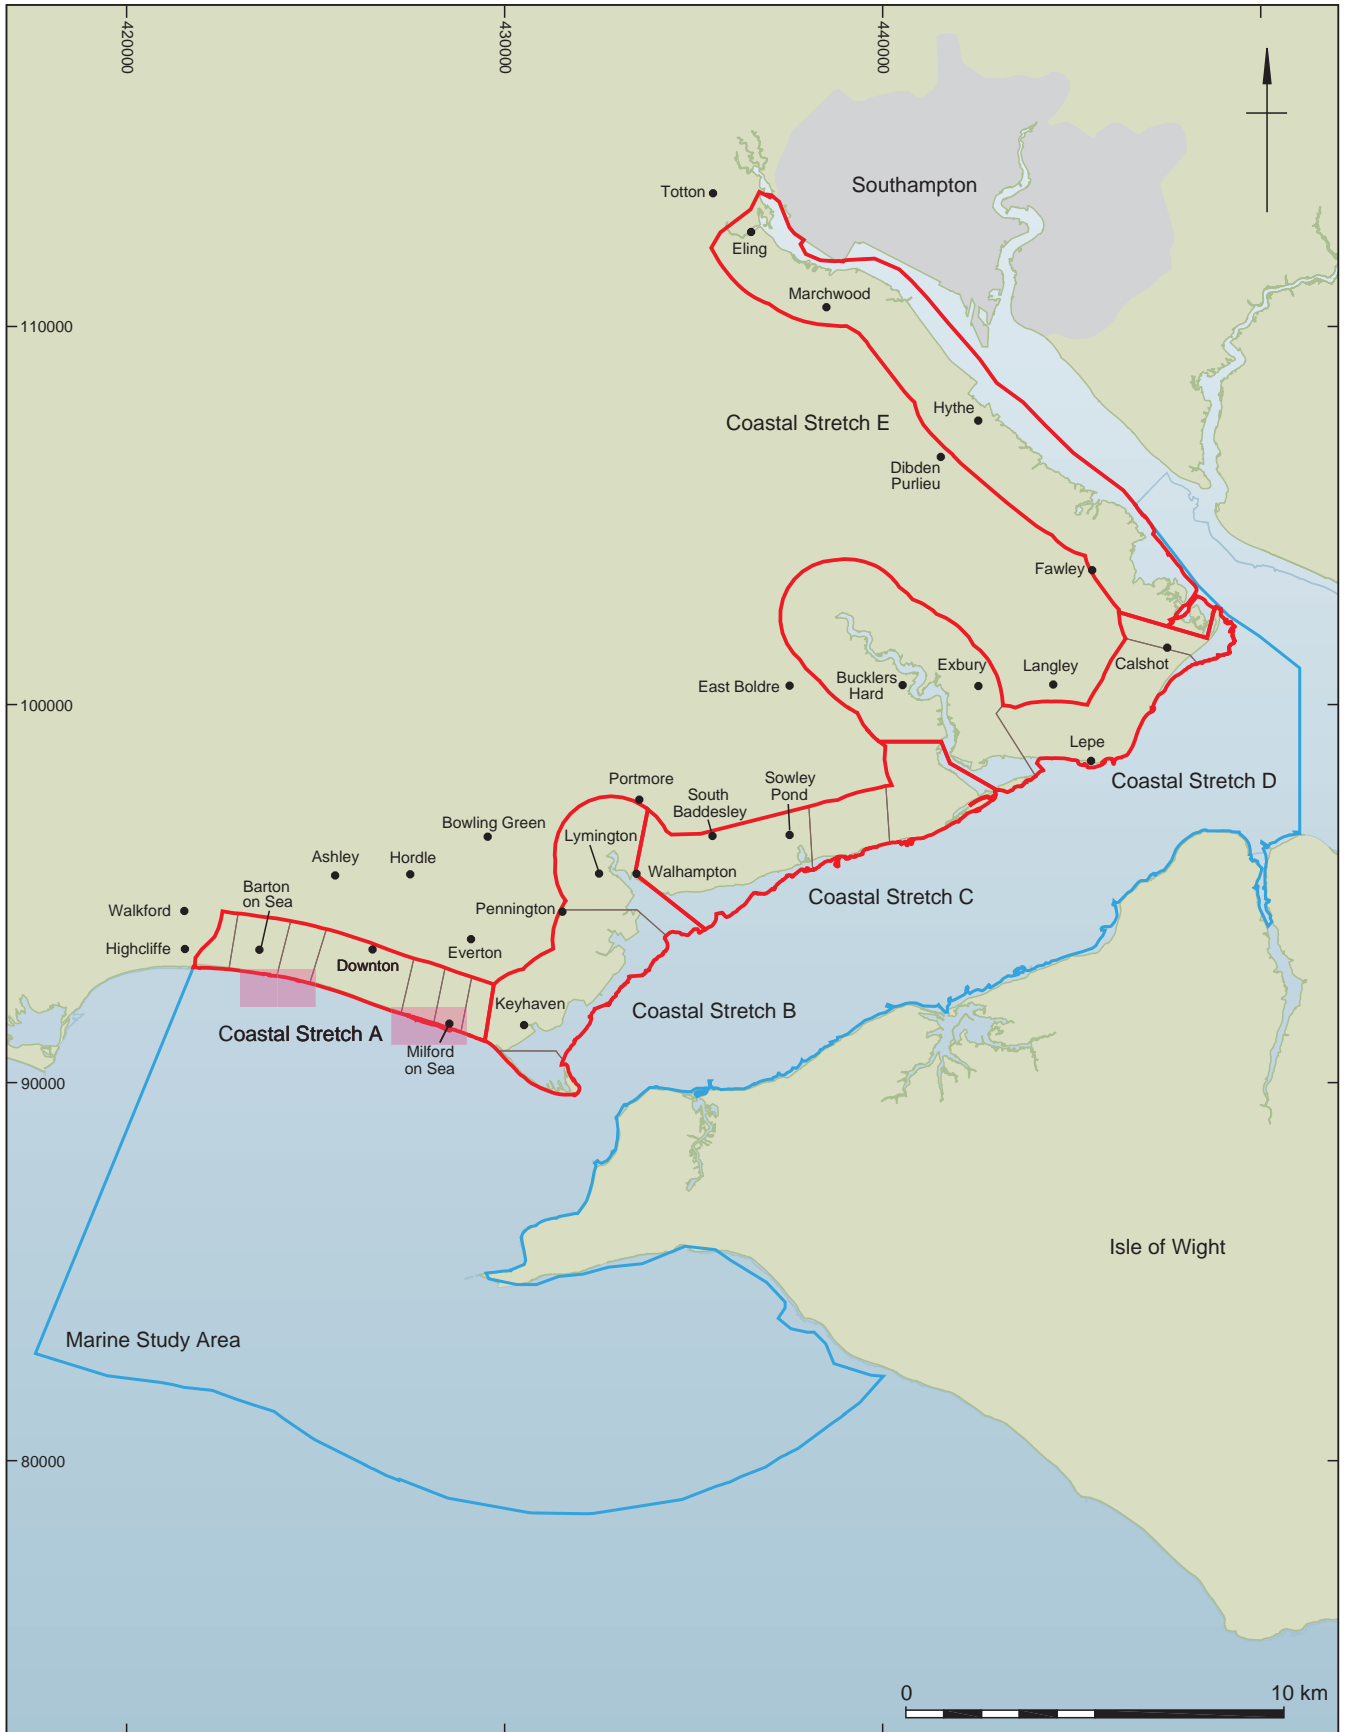 420000
430000
440000
Southampton
Totton
Eling
Marchwood
110000
Hythe
Coastal Stretch E
Dibden
Purlieu
Fawley
Calshot
Langley
Exbury
Bucklers
Hard
East Boldre
100000
Lepe
Coastal Stretch D
Portmore
Sowley
Pond
South
Baddesley
Bowling Green
Lymington
Ashley
Hordle
Walhampton
Barton
on Sea
Coastal Stretch C
Walkford
Pennington
Highcliffe
Everton
Downton
Keyhaven
Coastal Stretch B
Coastal Stretch A
Milford
on Sea
90000
Isle of Wight
Marine Study Area
80000
0
10 km